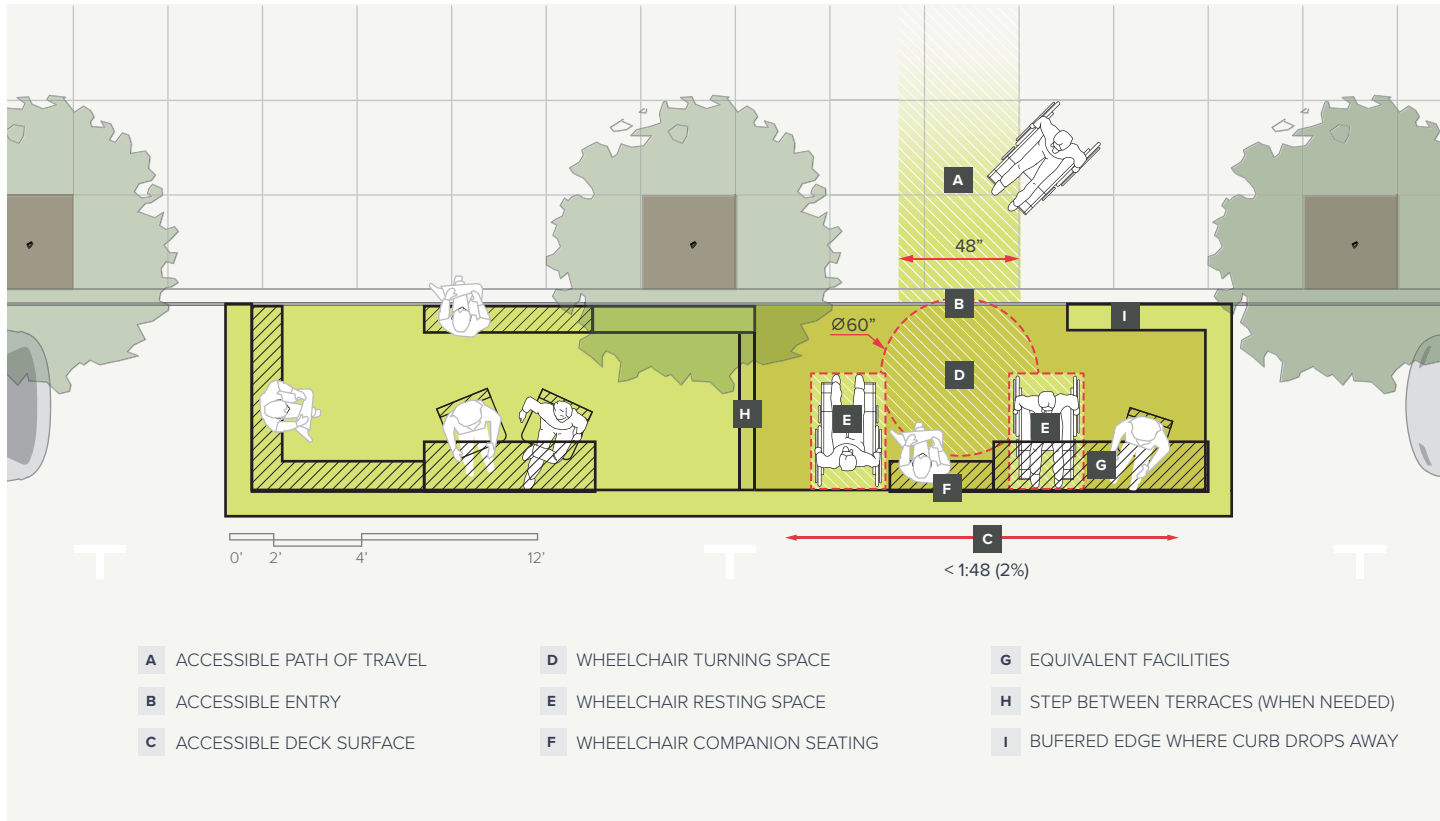 A
48”
B
I
Ø60”
D
H
E
E
G
F
0’ 2’ 4’ 12’
C
< 1:48 (2%)
A ACCESSIBLE PATH OF TRAVEL
B ACCESSIBLE ENTRY
C ACCESSIBLE DECK SURFACE
D WHEELCHAIR TURNING SPACE
E WHEELCHAIR RESTING SPACE
F WHEELCHAIR COMPANION SEATING
G EQUIVALENT FACILITIES
H STEP BETWEEN TERRACES (WHEN NEEDED)
I BUFERED EDGE WHERE CURB DROPS AWAY